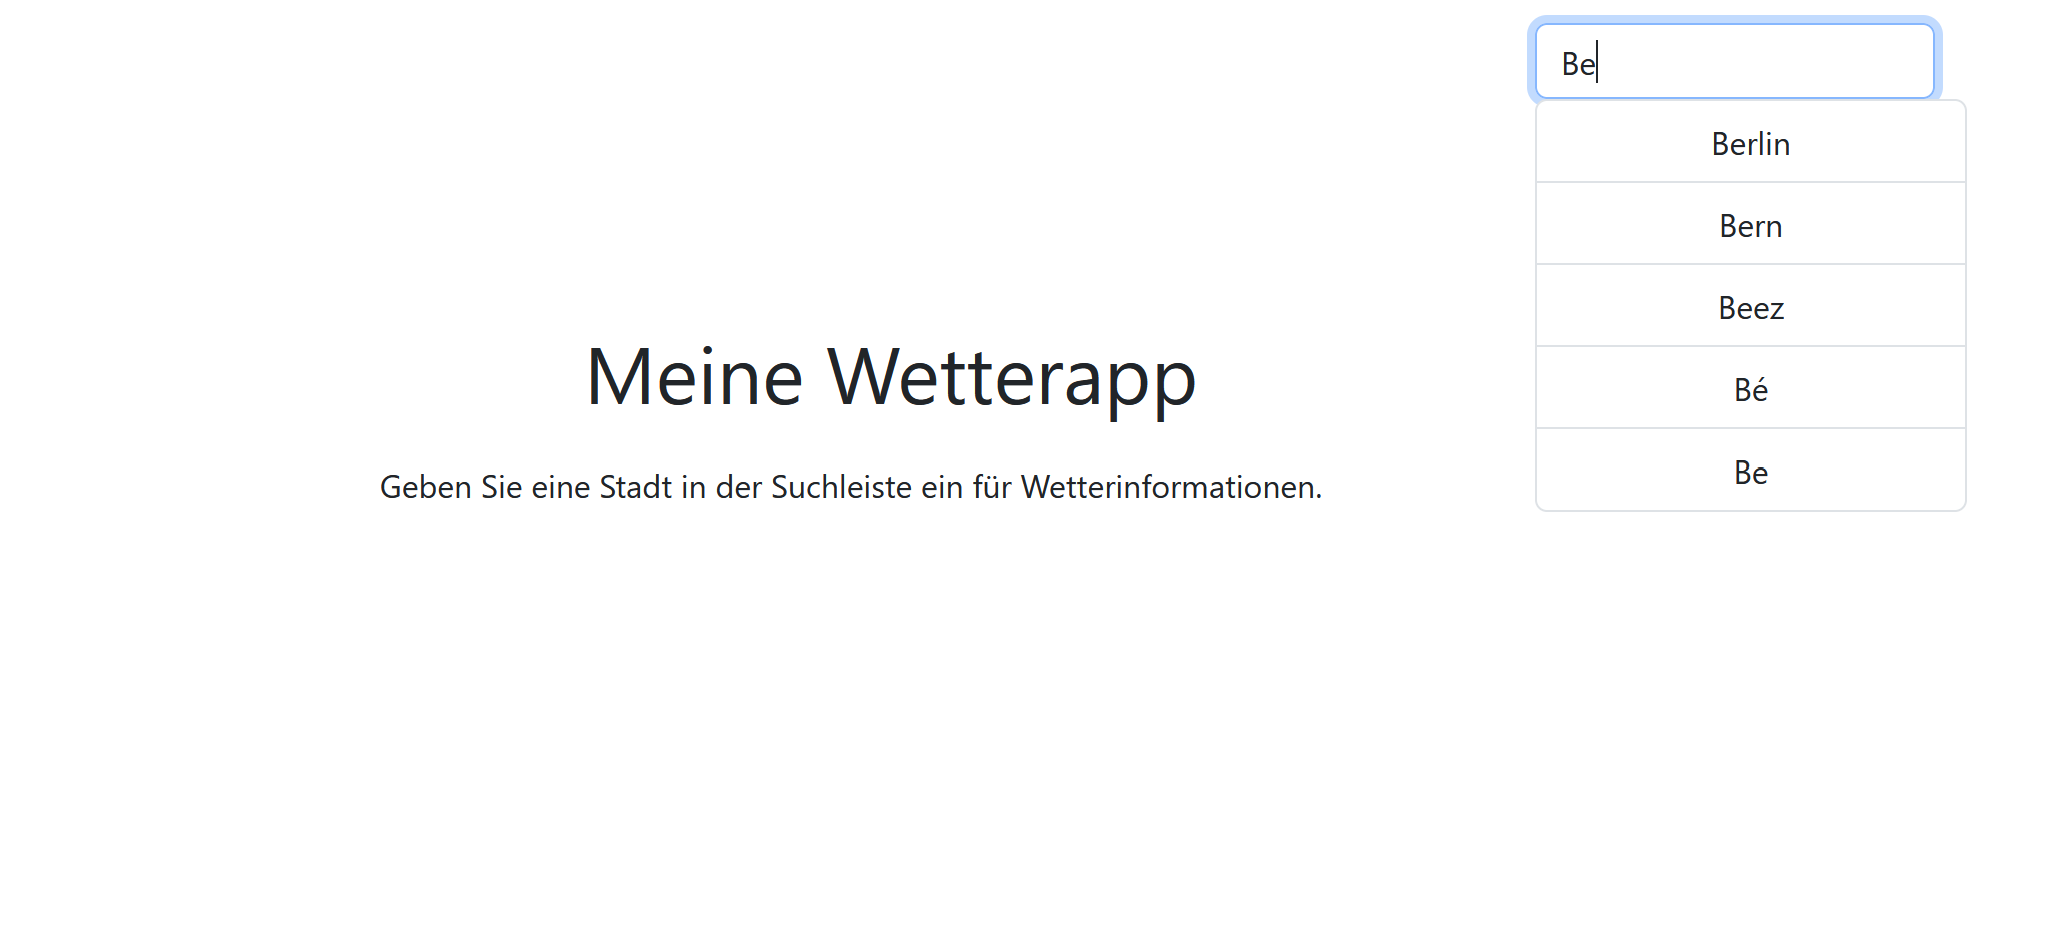 Be
Berlin
Bern
Beez
Bé
Be
Meine Wetterapp
Geben Sie eine Stadt in der Suchleiste ein für Wetterinformationen.